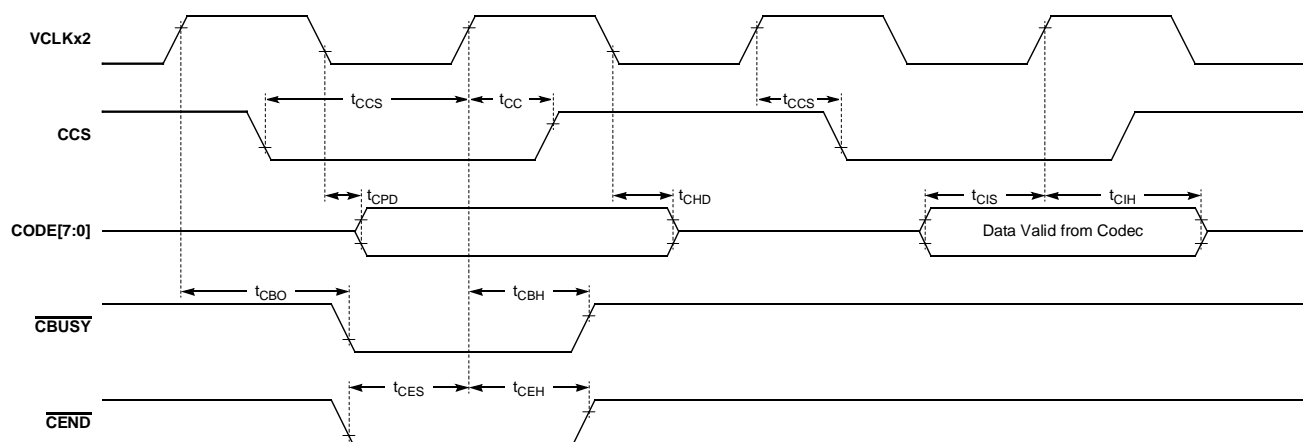 VCLKx2
tCCS tCC tCCS
CCS
tCPD tCHD tCIS tCIH
CODE[7:0] Data Valid from Codec
tCBO tCBH
CBUSY
tCES tCEH
CEND